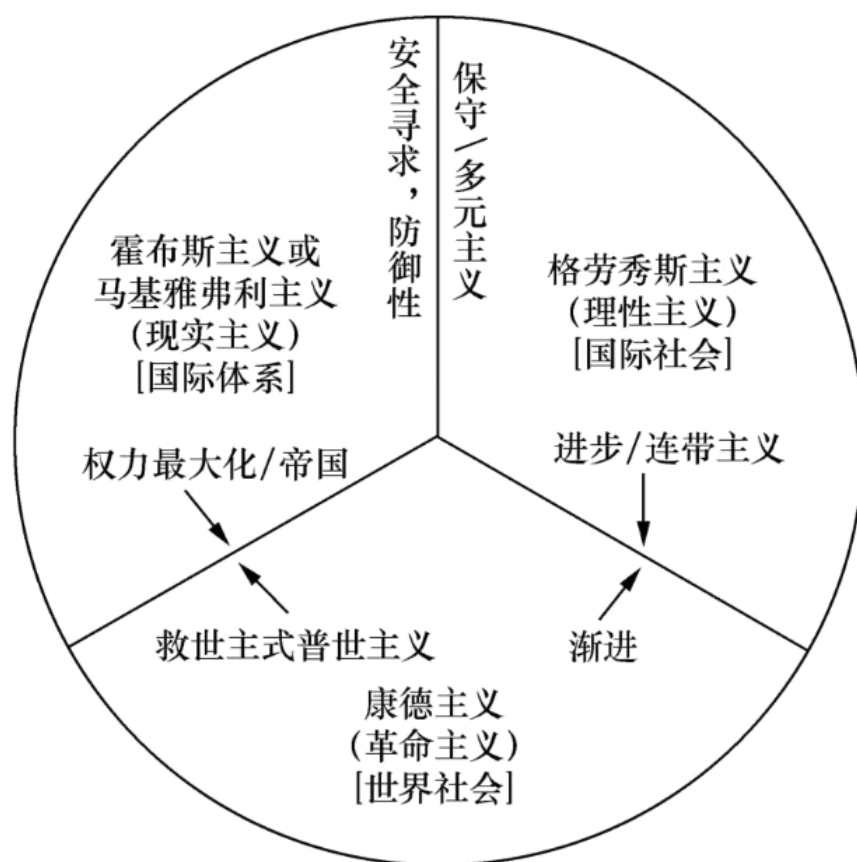 安全寻求，防御性
保守/多元主义
霍布斯主义或
马基雅弗利主义
(现实主义)
[国际体系]
格劳秀斯主义
(理性主义)
[国际社会]
权力最大化/帝国
进步/连带主义
救世主式普世主义
渐进
康德主义
(革命主义)
[世界社会]